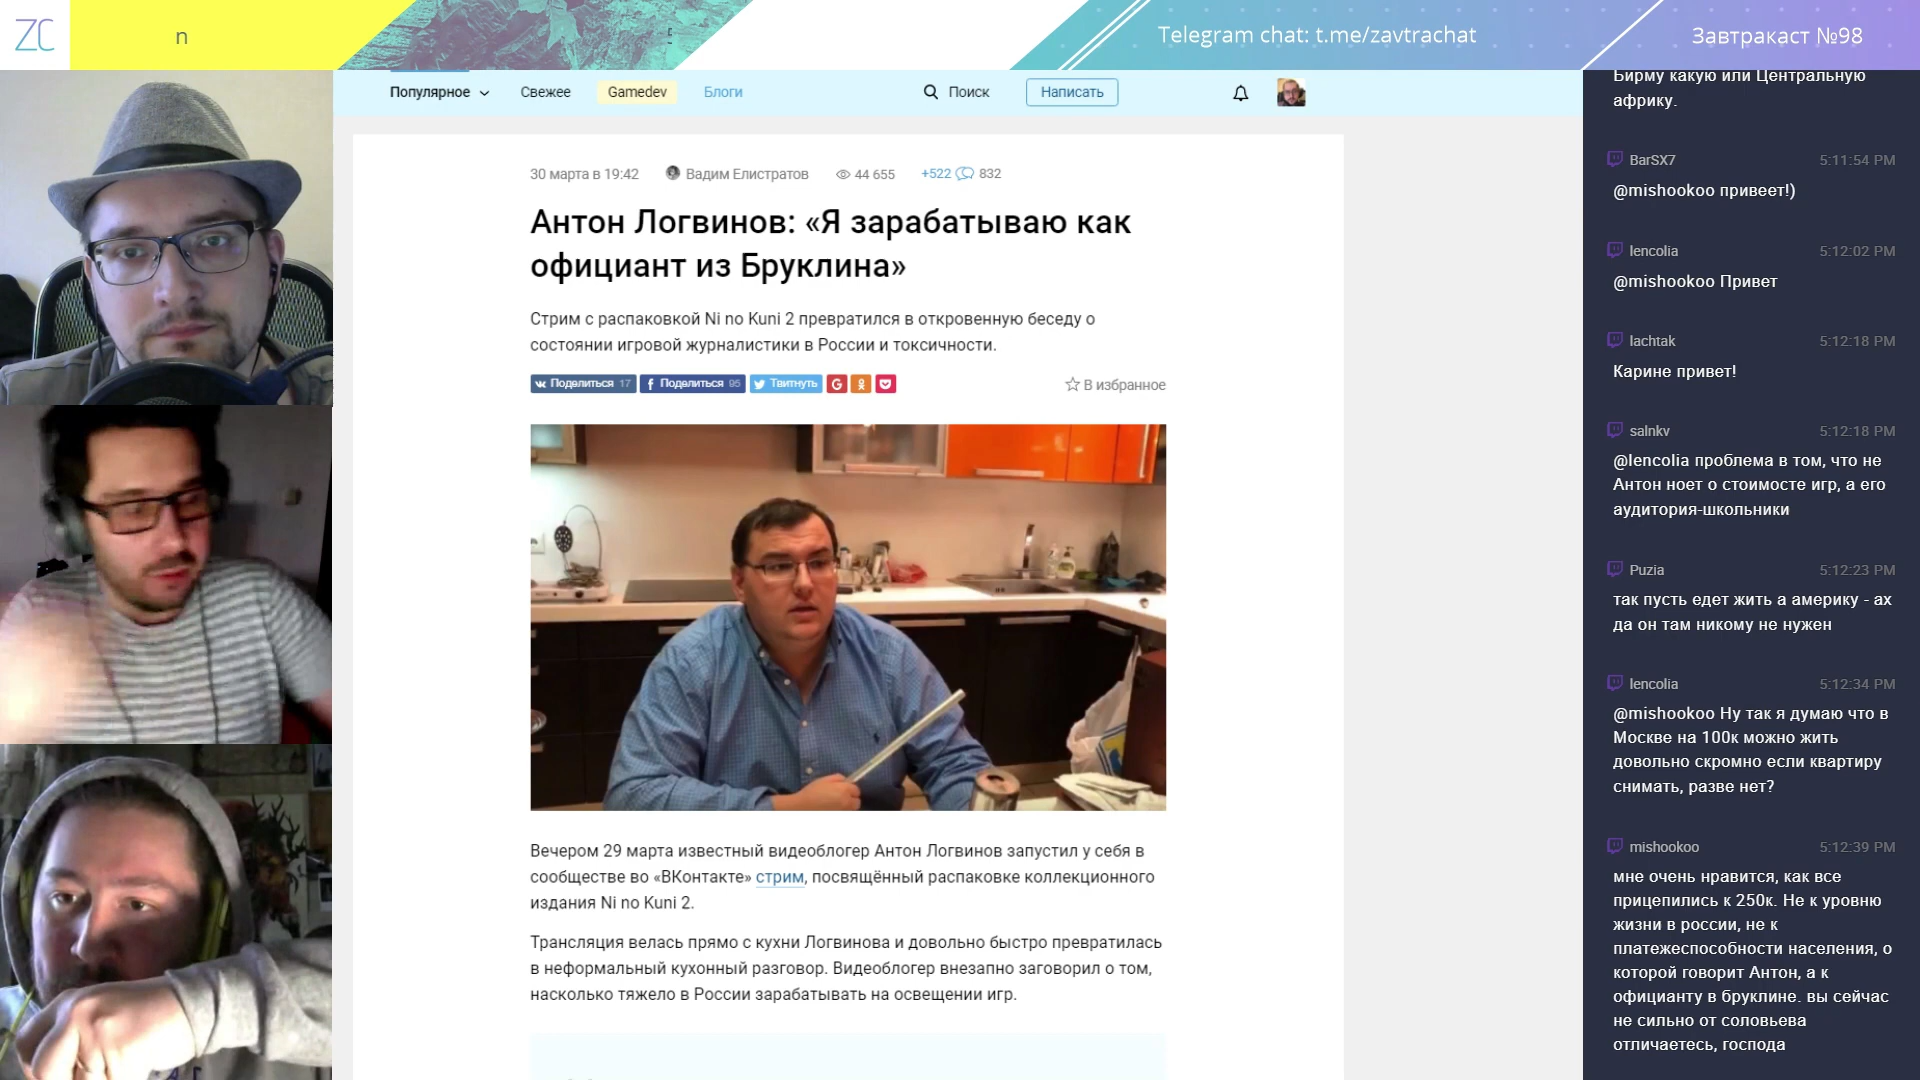 ZC
n
Telegram chat: t.me/zavtrachat
Завтракаст №98
Популярное
Свежее
Gamedev
Блоги
Поиск
Написать
30 марта в 19:42
Вадим Елистратов
44 655
+522
832
Антон Логвинов: «Я зарабатываю как
официант из Бруклина»
Стрим с распаковкой Ni no Kuni 2 превратился в откровенную беседу о
состоянии игровой журналистики в России и токсичности.
Поделиться 17
Поделиться 95
Твитнуть
В избранное
Вечером 29 марта известный видеоблогер Антон Логвинов запустил у себя в
сообществе во «ВКонтакте» стрим, посвящённый распаковке коллекционного
издания Ni no Kuni 2.
Трансляция велась прямо с кухни Логвинова и довольно быстро превратилась
в неформальный кухонный разговор. Видеоблогер внезапно заговорил о том,
насколько тяжело в России зарабатывать на освещении игр.
Бирму какую или Центральную
африку.
BarSX7 5:11:54 PM
@mishookoo привеет!)
lencolia 5:12:02 PM
@mishookoo Привет
lachtak 5:12:18 PM
Карине привет!
salnkv 5:12:18 PM
@lencolia проблема в том, что не
Антон ноет о стоимосте игр, а его
аудитория-школьники
Puzia 5:12:23 PM
так пусть едет жить а америку - ах
да он там никому не нужен
lencolia 5:12:34 PM
@mishookoo Ну так я думаю что в
Москве на 100к можно жить
довольно скромно если квартиру
снимать, разве нет?
mishookoo 5:12:39 PM
мне очень нравится, как все
прицепились к 250к. Не к уровню
жизни в россии, не к
платежеспособности населения, о
которой говорит Антон, а к
официанту в бруклине. вы сейчас
не сильно от соловьева
отличаетесь, господа